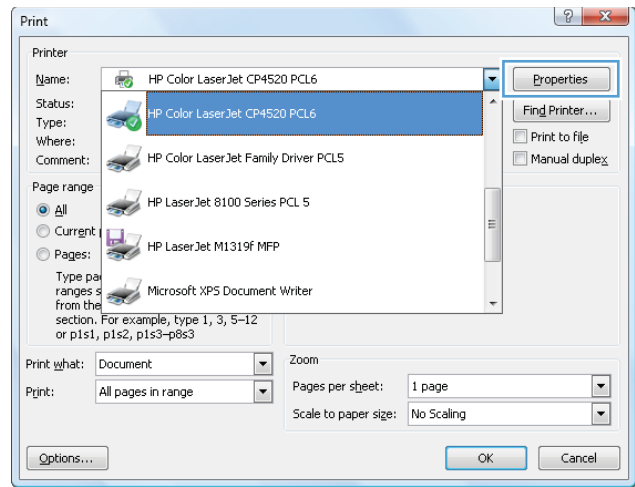 Print
Printer
Name: HP Color LaserJet CP4520 PCL6 Properties
Status:
HP Color LaserJet CP4520 PCL6 Find Printer...
Type:
Where: Print to file
Comment: HP Color LaserJet Family Driver PCL5 Manual duplex
Page range
All HP LaserJet 8100 Series PCL 5
Current
Pages: HP LaserJet M1319f MFP
Type
ranges Microsoft XPS Document Writer
from the
section. For example, type 1, 3, 5–12
or p1s1, p1s2, p1s3–p8s3
Print what: Document
Print: All pages in range
Zoom
Pages per sheet: 1 page
Scale to paper size: No Scaling
Options... OK Cancel